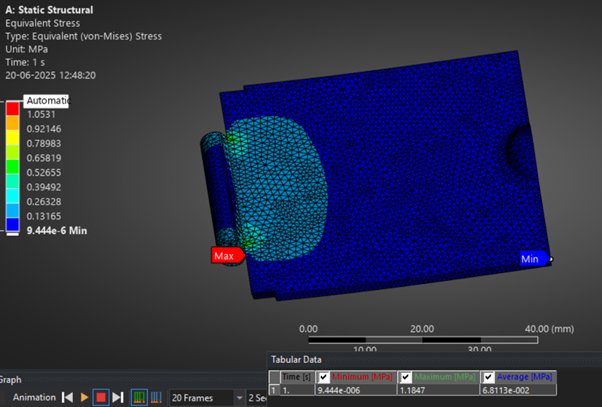 A: Static Structural
Equivalent Stress
Type: Equivalent (von-Mises) Stress
Unit: MPa
Time: 1 s
20-06-2025 12:48:20
Automatic
1.0531
0.92146
0.78983
0.65819
0.52655
0.39492
0.26328
0.13165
9.444e-6 Min
Max
Min
0.00 20.00 40.00 (mm)
10.00 30.00
Tabular Data
Time [s] Minimum [MPa] Maximum [MPa] Average [MPa]
1 1. 9.444e-006 1.1847 6.8113e-002
Graph
Animation 20 Frames 2 Sec